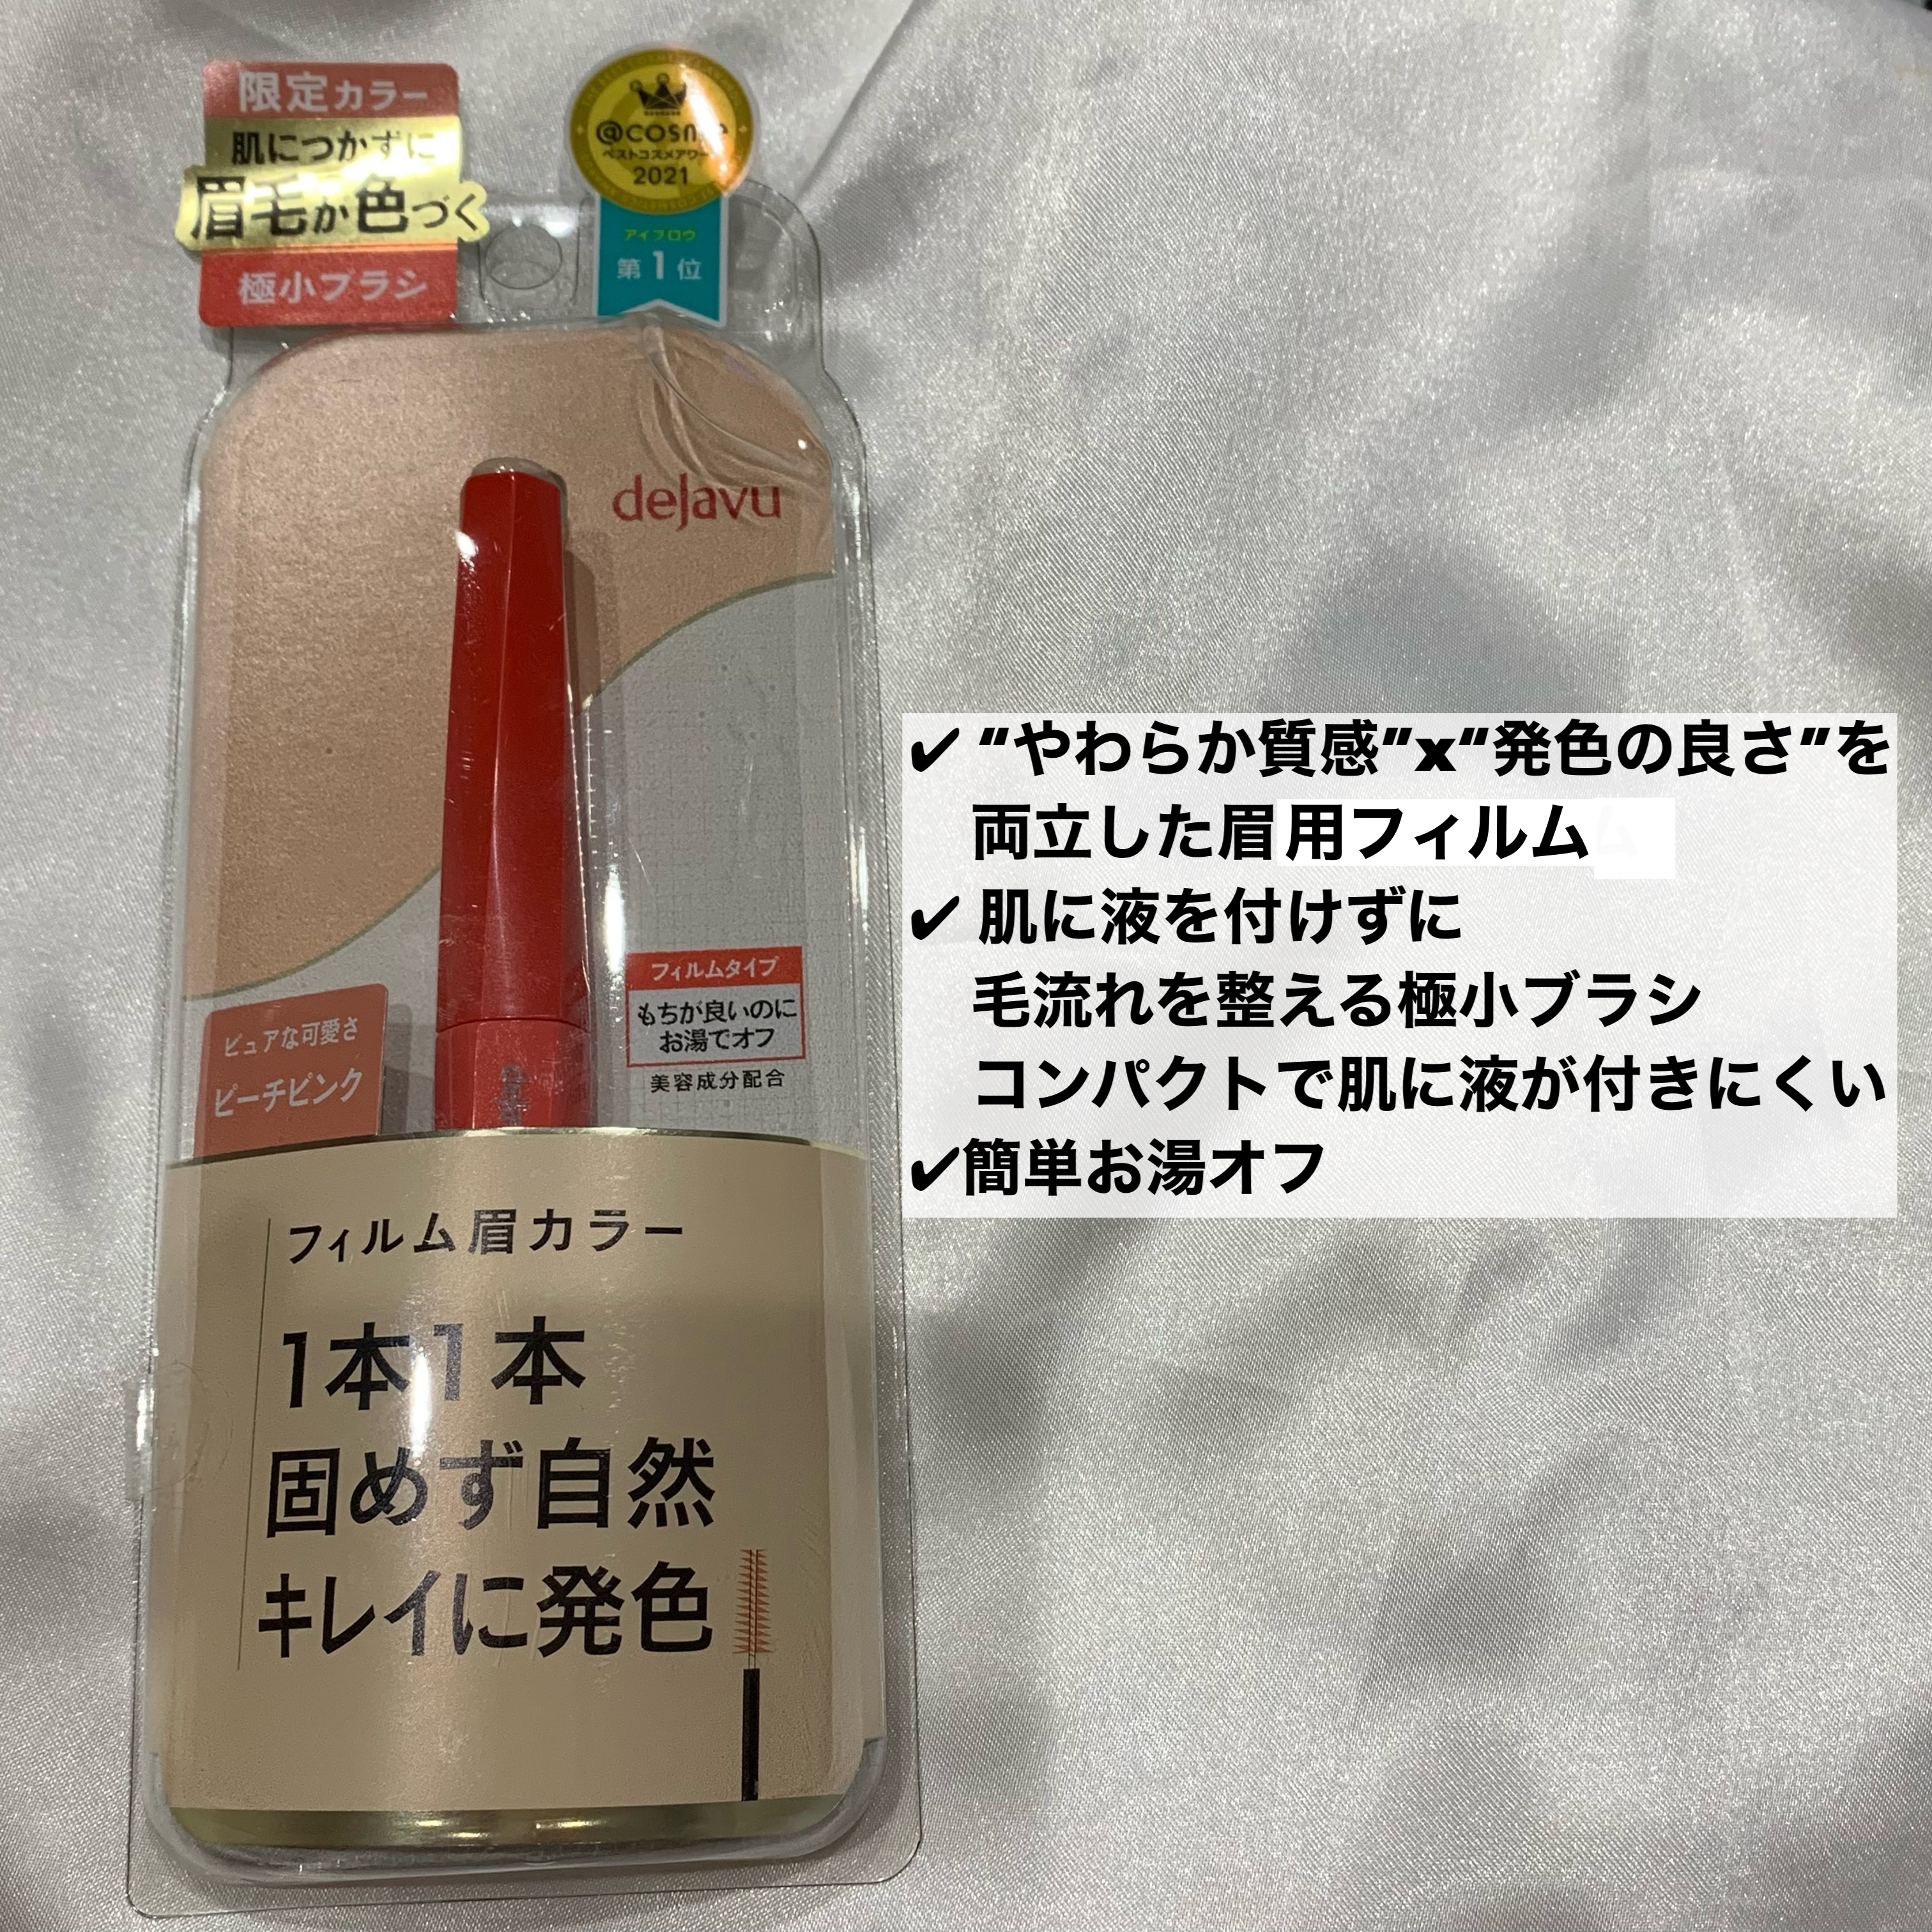 限定カラー
肌につかずに
眉毛が色づく
極小ブラシ
@cosme
ベストコスメアワード
2021
アイブロウ
第1位
dejavu
フィルムタイプ
もちが良いのに
お湯でオフ
美容成分配合
ピュアな可愛さ
ピーチピンク
フィルム眉カラー
1本1本
固めず自然
キレイに発色
✔“やわらか質感”x“発色の良さ”を
両立した眉用フィルム
✔肌に液を付けずに
毛流れを整える極小ブラシ
コンパクトで肌に液が付きにくい
✔簡単お湯オフ